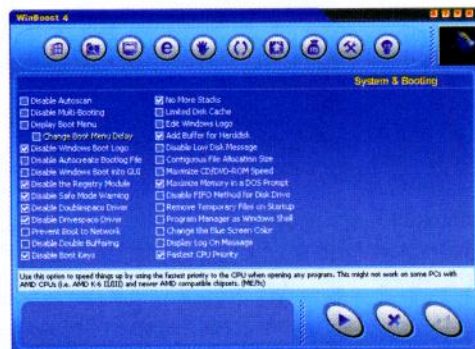 WinBoost 4
System & Booting
Disable Autoscan
Disable Multi-Booting
Display Boot Menu
Change Boot Menu Delay
Disable Windows Boot Logo
Disable Autocreate Bootlog File
Disable Windows Boot into GUI
Disable the Registry Module
Disable Safe Mode Warning
Disable Doublespace Driver
Disable Drivespace Driver
Prevent Boot to Network
Disable Double Buffering
Disable Boot Keys
No More Stacks
Limited Disk Cache
Edit Windows Logo
Add Buffer for Harddisk
Disable Low Disk Message
Contiguous File Allocation Size
Maximize CD/DVD-ROM Speed
Maximize Memory in a DOS Prompt
Disable FIFO Method for Disk Drive
Remove Temporary Files on Startup
Program Manager as Windows Shell
Change the Blue Screen Color
Display Log On Message
Fastest CPU Priority
Use this option to speed things up by using the fastest priority to the CPU when opening any program. This might not work on some PCs with
AMD CPUs (i.e. AMD K-6 II/III) and newer AMD compatible chipsets.